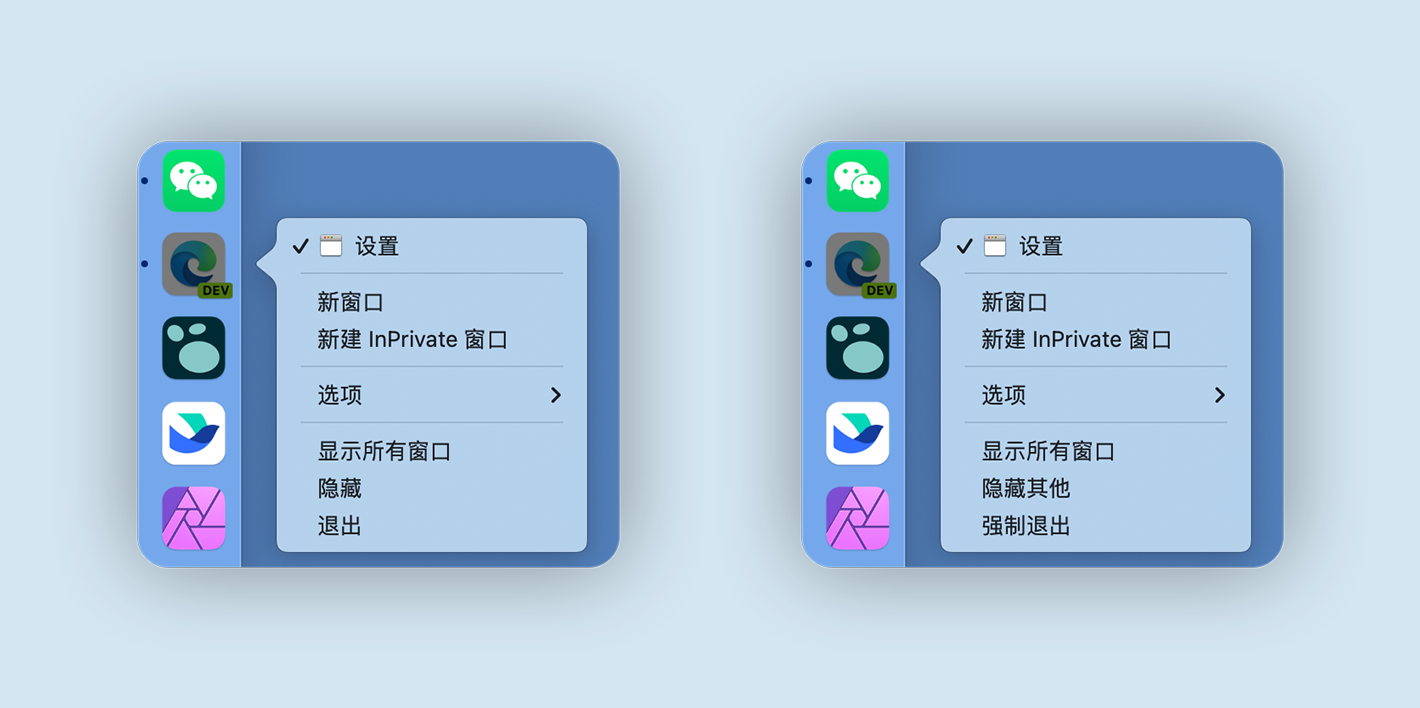 DEV
✓ 设置
新窗口
新建 InPrivate 窗口
选项
显示所有窗口
隐藏
退出
DEV
✓ 设置
新窗口
新建 InPrivate 窗口
选项
显示所有窗口
隐藏其他
强制退出